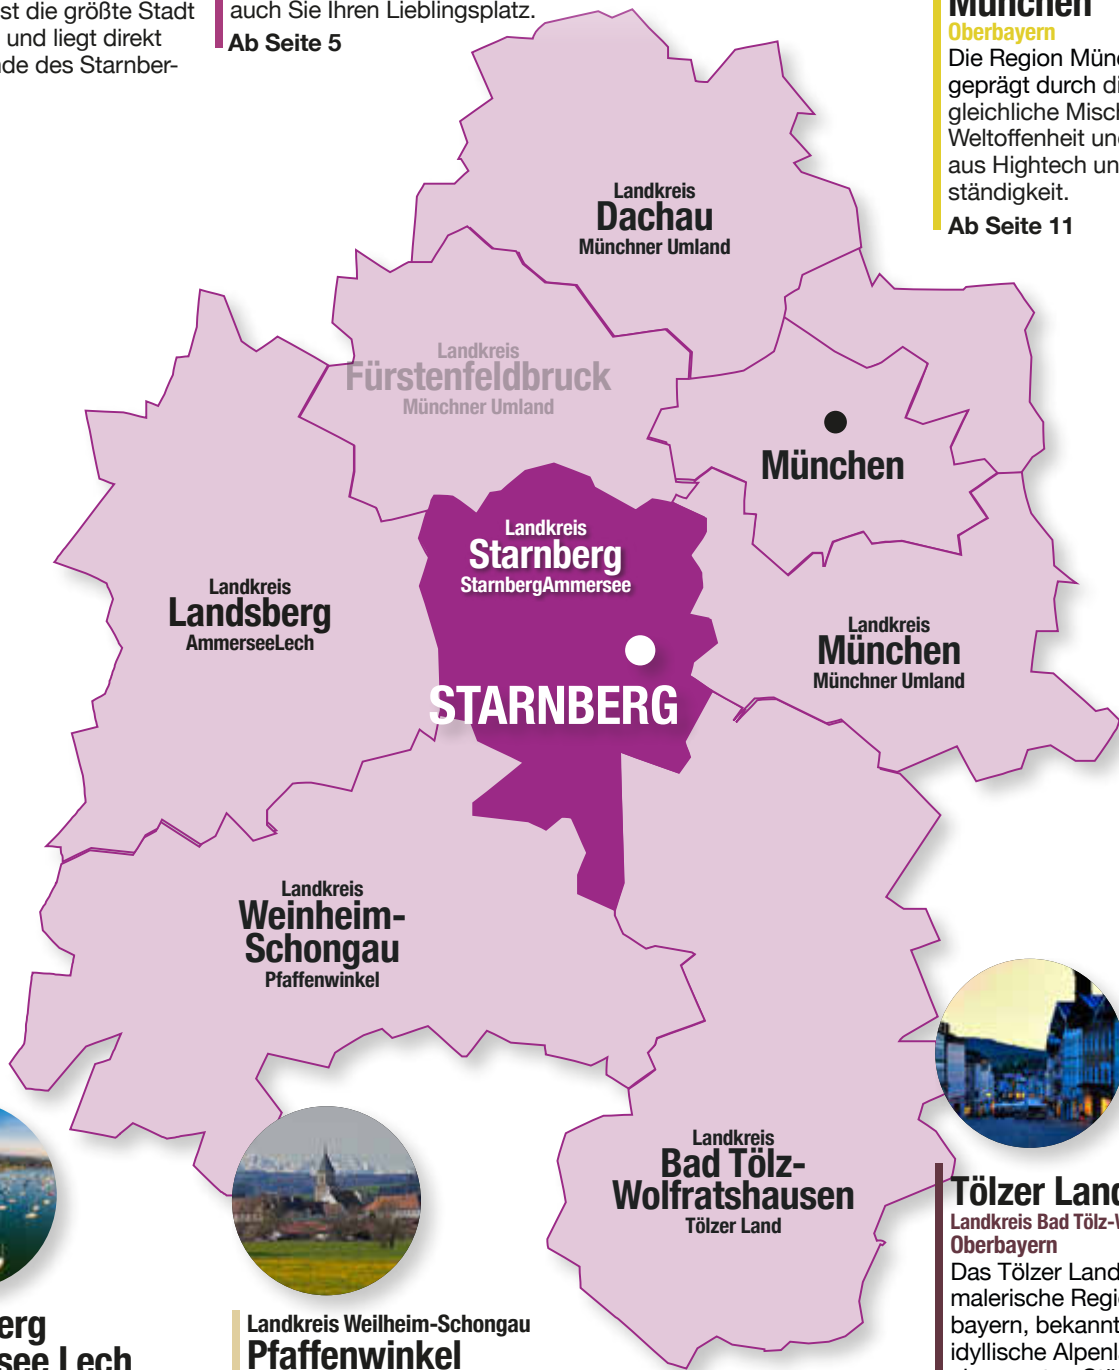 st die größte Stadt
und liegt direkt
nde des Starnber-
auch Sie Ihren Lieblingsplatz.
Ab Seite 5
München
Oberbayern
Die Region Münc
geprägt durch di
gleichliche Misch
Weltoffenheit und
aus Hightech un
ständigkeit.
Ab Seite 11
Landkreis
Dachau
Münchner Umland
Landkreis
Fürstenfeldbruck
Münchner Umland
München
Landkreis
Starnberg
StarnbergAmmersee
Landkreis
Landsberg
AmmerseeLech
Landkreis
München
Münchner Umland
STARNBERG
Landkreis
Weinheim-
Schongau
Pfaffenwinkel
Landkreis
Bad Tölz-
Wolfratshausen
Tölzer Land
erg
see Lech
Landkreis Weilheim-Schongau
Pfaffenwinkel
Tölzer Land
Landkreis Bad Tölz-W
Oberbayern
Das Tölzer Land
malerische Regi
bayern, bekannt
idyllische Alpenl